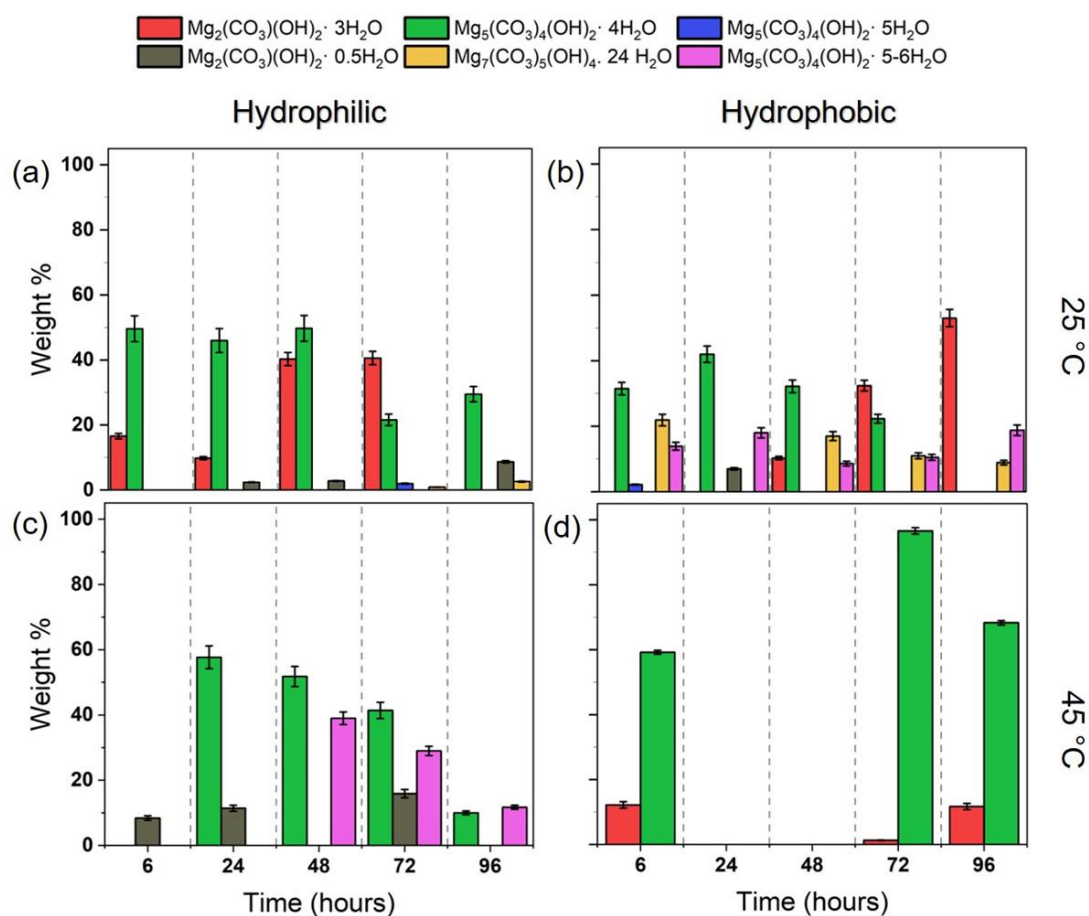 Mg₂(CO₃)(OH)₂· 3H₂O Mg₅(CO₃)₄(OH)₂· 4H₂O Mg₅(CO₃)₄(OH)₂· 5H₂O
Mg₂(CO₃)(OH)₂· 0.5H₂O Mg₇(CO₃)₅(OH)₄. 24 H₂O Mg₅(CO₃)₄(OH)₂· 5-6H₂O
Hydrophilic Hydrophobic
(a) (b)
100
80
60
40
20
0
Weight %
25 °C
(c) (d)
100
80
60
40
20
0
Weight %
45 °C
6 24 48 72 96 6 24 48 72 96
Time (hours) Time (hours)